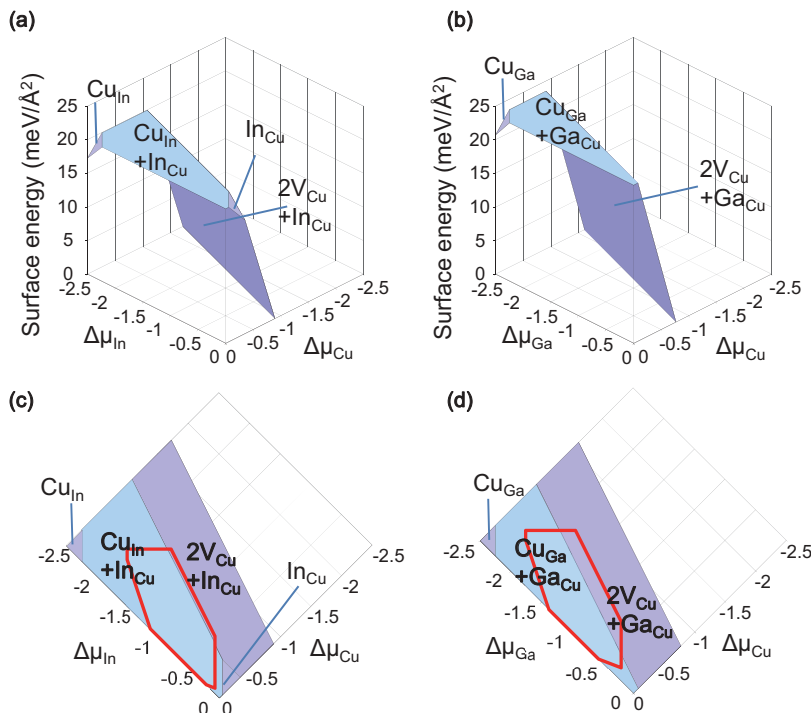 (a)
Surface energy (meV/Å²)
25
20
15
10
5
0
Cu_In
Cu_In
+In_Cu
In_Cu
2V_Cu
+In_Cu
-2.5
-2
-1.5
-1
-0.5
0
Δμ_In
0
-0.5
-1
-1.5
-2
-2.5
Δμ_Cu
(b)
Surface energy (meV/Å²)
25
20
15
10
5
0
Cu_Ga
Cu_Ga
+Ga_Cu
2V_Cu
+Ga_Cu
-2.5
-2
-1.5
-1
-0.5
0
Δμ_Ga
0
-0.5
-1
-1.5
-2
-2.5
Δμ_Cu
(c)
Cu_In
Cu_In
+In_Cu
2V_Cu
+In_Cu
In_Cu
-2.5
-2
-1.5
-1
-0.5
0
Δμ_In
0
-0.5
-1
-1.5
-2
-2.5
Δμ_Cu
(d)
Cu_Ga
Cu_Ga
+Ga_Cu
2V_Cu
+Ga_Cu
-2.5
-2
-1.5
-1
-0.5
0
Δμ_Ga
0
-0.5
-1
-1.5
-2
-2.5
Δμ_Cu